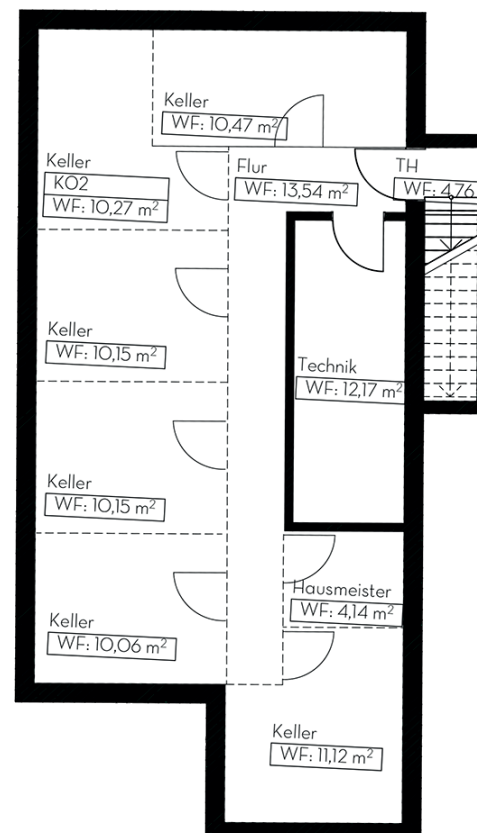 Keller
WF: 10,47 m²
Keller
KO2
WF: 10,27 m²
Flur
WF: 13,54 m²
TH
WF: 4,76
Keller
WF: 10,15 m²
Technik
WF: 12,17 m²
Keller
WF: 10,15 m²
Hausmeister
WF: 4,14 m²
Keller
WF: 10,06 m²
Keller
WF: 11,12 m²